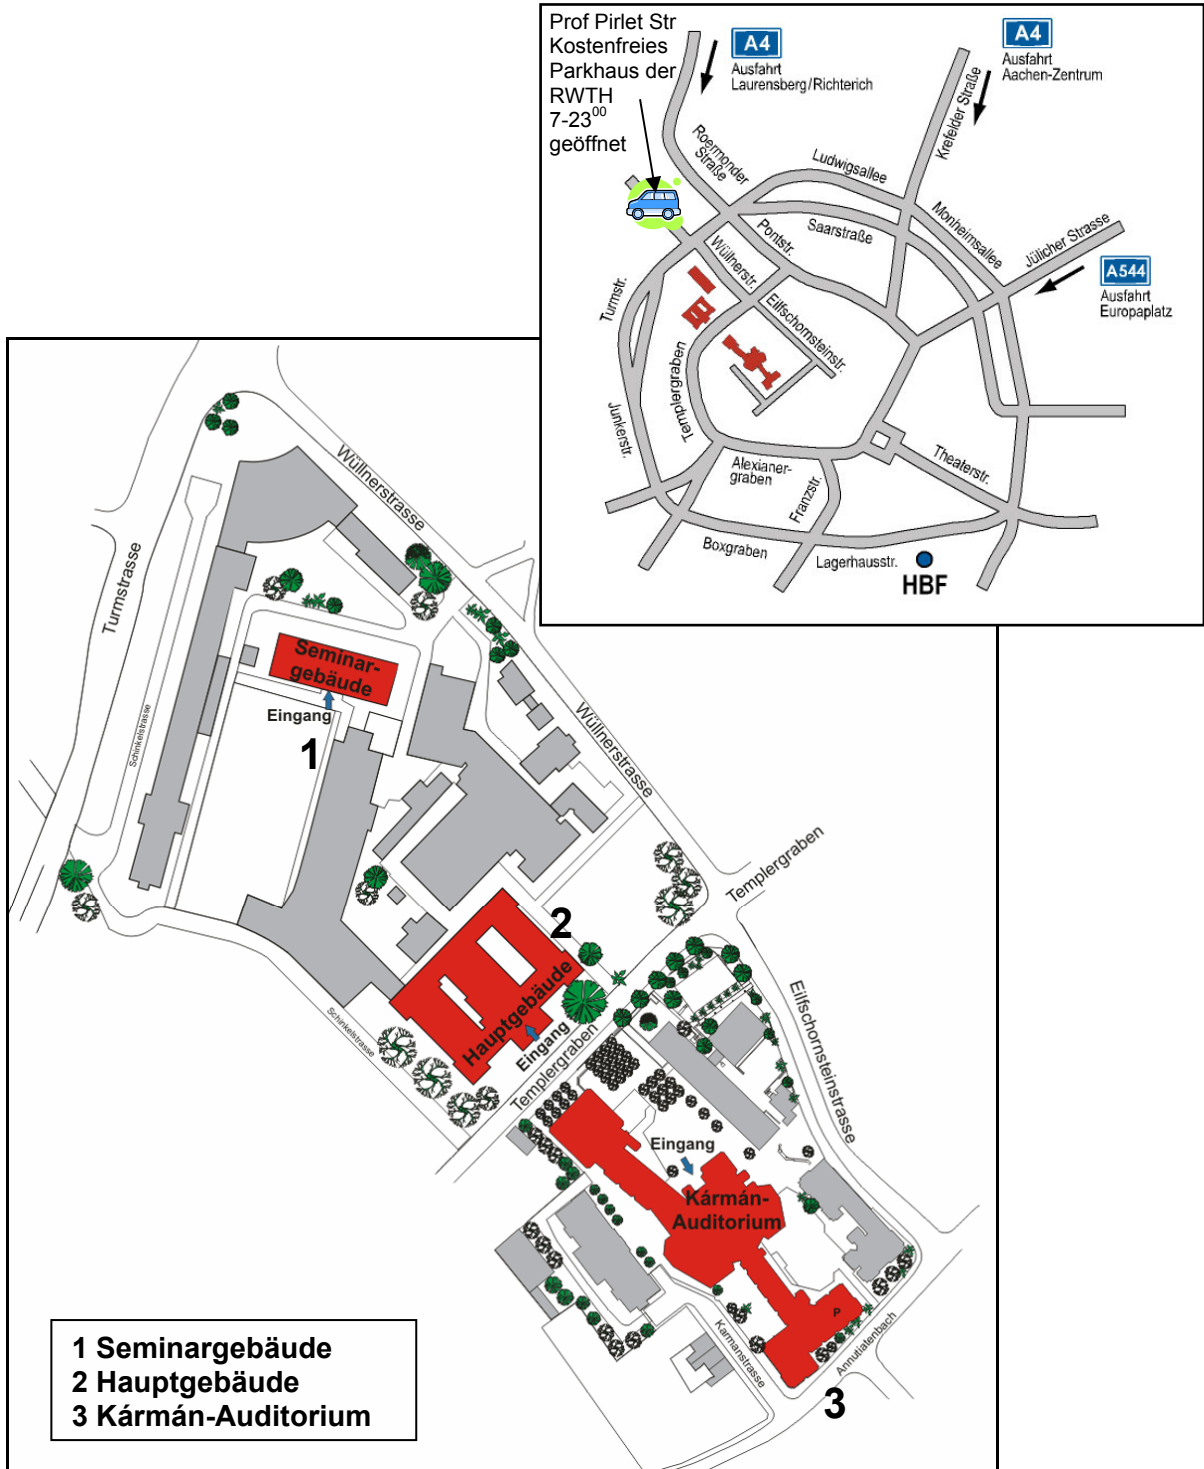 Prof Pirlet Str
Kostenfreies
Parkhaus der
RWTH
7-23⁰⁰
geöffnet
A4
Ausfahrt
Laurensberg/Richterich
A4
Ausfahrt
Aachen-Zentrum
Krefelder Straße
Roermonder
Straße
Ludwigsallee
Monheimsallee
Saarstraße
Pontstr.
Jülicher Strasse
A544
Ausfahrt
Europaplatz
Wüllnerstr.
Turmstr.
Eilfschornsteinstr.
Templergraben
Junkerstr.
Alexianer-
graben
Franzstr.
Theaterstr.
Boxgraben
Lagerhausstr.
HBF
Wüllnerstrasse
Turmstrasse
Seminar-
gebäude
Eingang
1
Schinkelstrasse
Wüllnerstrasse
Templergraben
2
Hauptgebäude
Eingang
Templergraben
Schinkelstrasse
Eilfschornsteinstrasse
Eingang
Kármán-
Auditorium
P
Karmanstrasse
Annutiatenbach
3
1 Seminargebäude
2 Hauptgebäude
3 Kármán-Auditorium